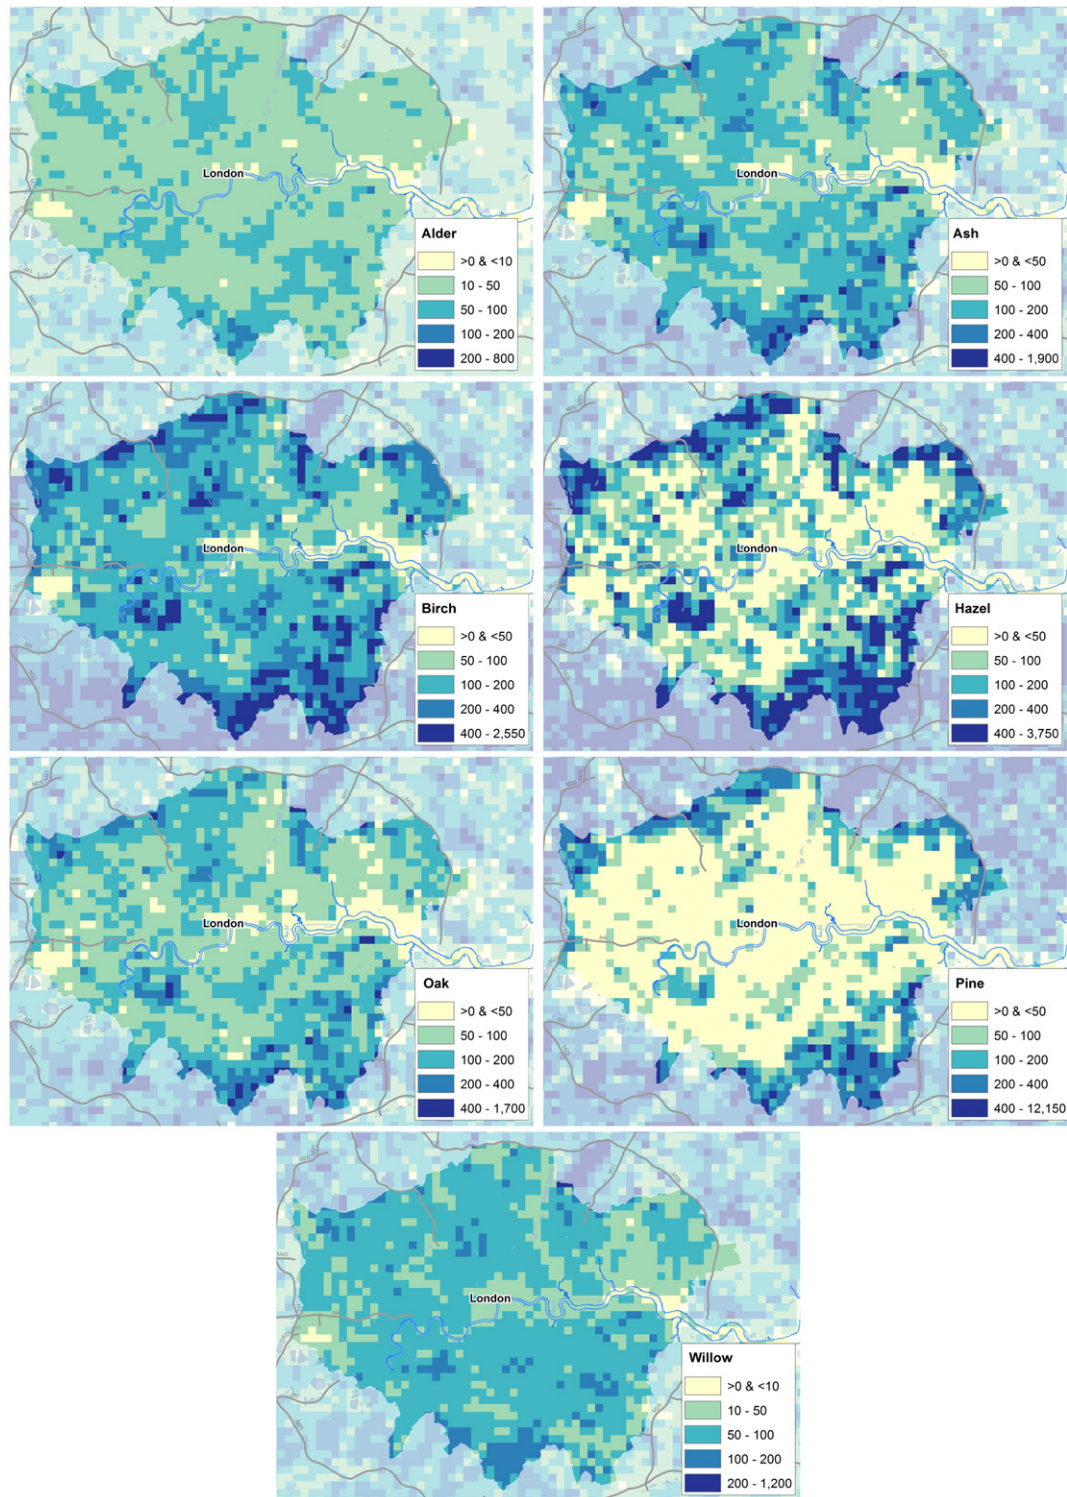 London
Alder
>0 & <10
10 - 50
50 - 100
100 - 200
200 - 800
London
Ash
>0 & <50
50 - 100
100 - 200
200 - 400
400 - 1,900
London
Birch
>0 & <50
50 - 100
100 - 200
200 - 400
400 - 2,550
London
Hazel
>0 & <50
50 - 100
100 - 200
200 - 400
400 - 3,750
London
Oak
>0 & <50
50 - 100
100 - 200
200 - 400
400 - 1,700
London
Pine
>0 & <50
50 - 100
100 - 200
200 - 400
400 - 12,150
London
Willow
>0 & <10
10 - 50
50 - 100
100 - 200
200 - 1,200